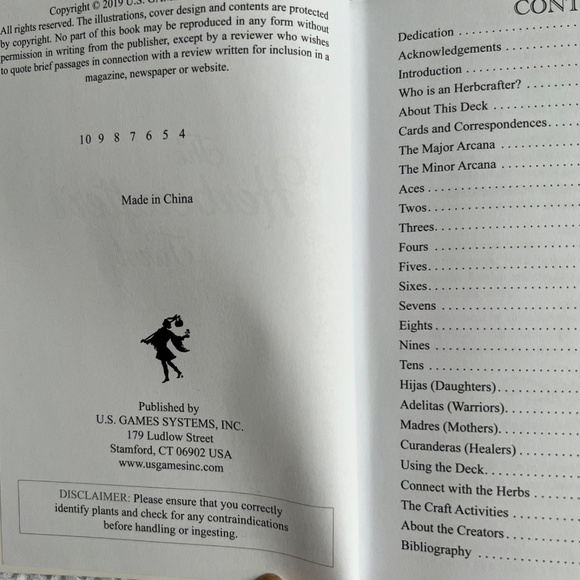 Copyright © 2019 U.S. GA
All rights reserved. The illustrations, cover design and contents are protected
by copyright. No part of this book may be reproduced in any form without
permission in writing from the publisher, except by a reviewer who wishes
to quote brief passages in connection with a review written for inclusion in a
magazine, newspaper or website.
10 9 8 7 6 5 4
Made in China
Published by
U.S. GAMES SYSTEMS, INC.
179 Ludlow Street
Stamford, CT 06902 USA
www.usgamesinc.com
DISCLAIMER: Please ensure that you correctly
identify plants and check for any contraindications
before handling or ingesting.
CONT
Dedication
Acknowledgements
Introduction
Who is an Herbcrafter?
About This Deck
Cards and Correspondences
The Major Arcana
The Minor Arcana
Aces
Twos
Threes
Fours
Fives
Sixes
Sevens
Eights
Nines
Tens
Hijas (Daughters)
Adelitas (Warriors)
Madres (Mothers)
Curanderas (Healers)
Using the Deck
Connect with the Herbs
The Craft Activities
About the Creators
Bibliography